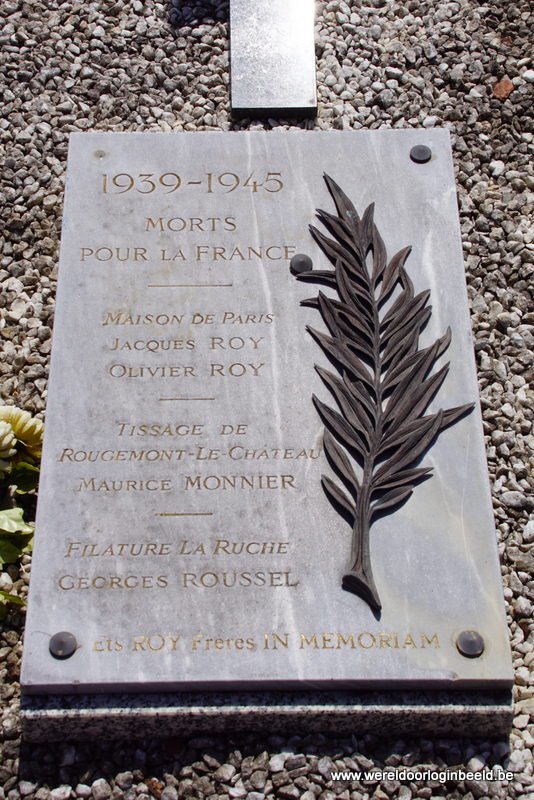 1939-1945
MORTS
POUR LA FRANCE
MAISON DE PARIS
JACQUES ROY
OLIVIER ROY
TISSAGE DE
ROUGEMONT-LE-CHATEAU
MAURICE MONNIER
FILATURE LA RUCHE
GEORGES ROUSSEL
Ets ROY Freres IN MEMORIAM
www.wereldoorloginbeeld.be